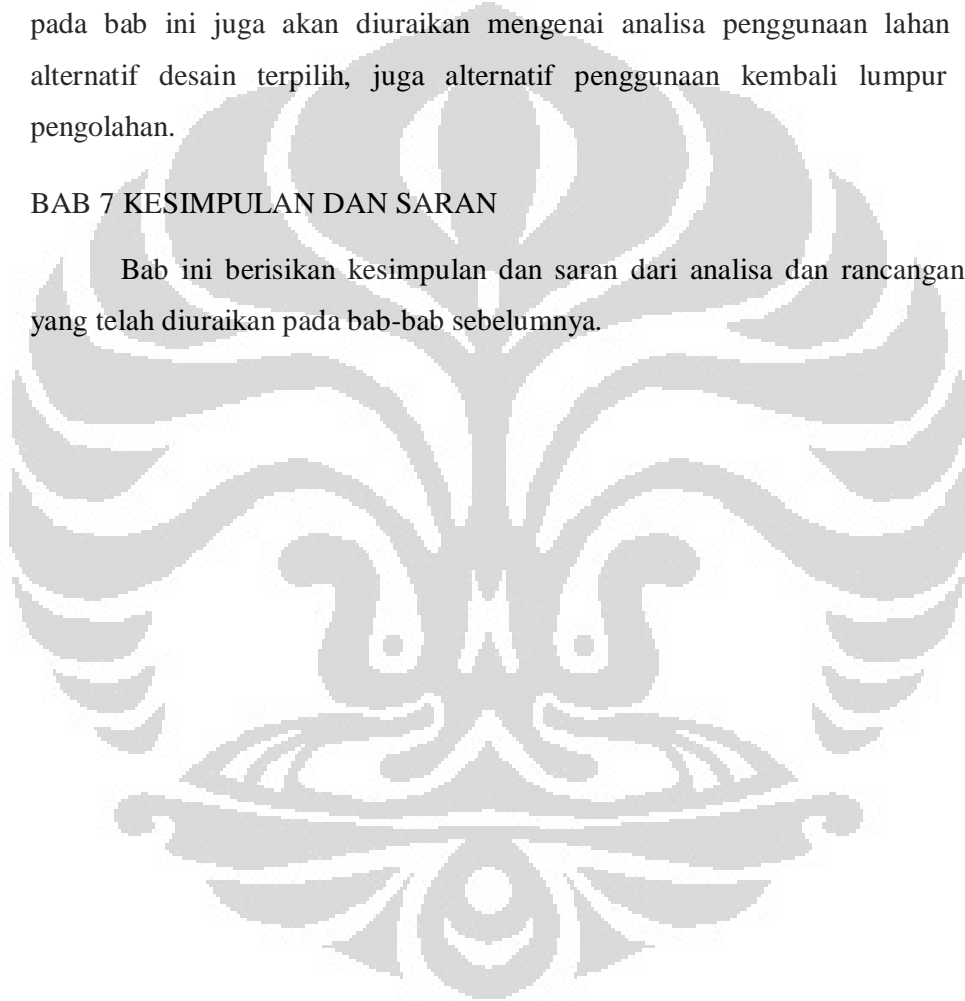 pada bab ini juga akan diuraikan mengenai analisa penggunaan lahan
alternatif desain terpilih, juga alternatif penggunaan kembali lumpur
pengolahan.
BAB 7 KESIMPULAN DAN SARAN
Bab ini berisikan kesimpulan dan saran dari analisa dan rancangan
yang telah diuraikan pada bab-bab sebelumnya.